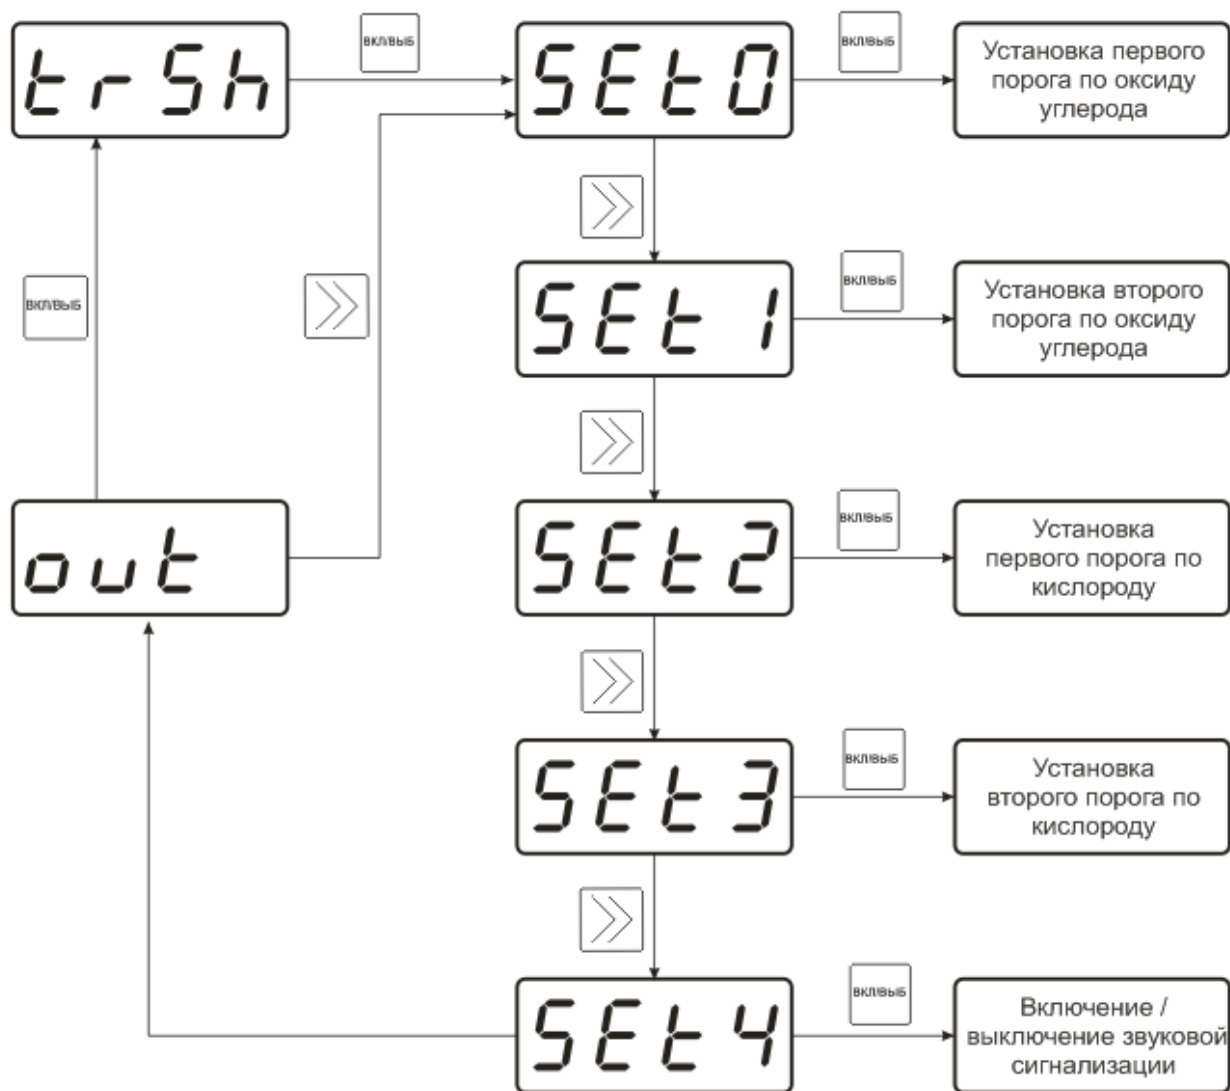 trSh
ВКЛ/ВЫБ
SEt0
ВКЛ/ВЫБ
Установка первого
порога по оксиду
углерода
SEt1
ВКЛ/ВЫБ
Установка второго
порога по оксиду
углерода
ВКЛ/ВЫБ
out
SEt2
ВКЛ/ВЫБ
Установка
первого порога по
кислороду
SEt3
ВКЛ/ВЫБ
Установка
второго порога по
кислороду
SEt4
ВКЛ/ВЫБ
Включение /
выключение звуковой
сигнализации